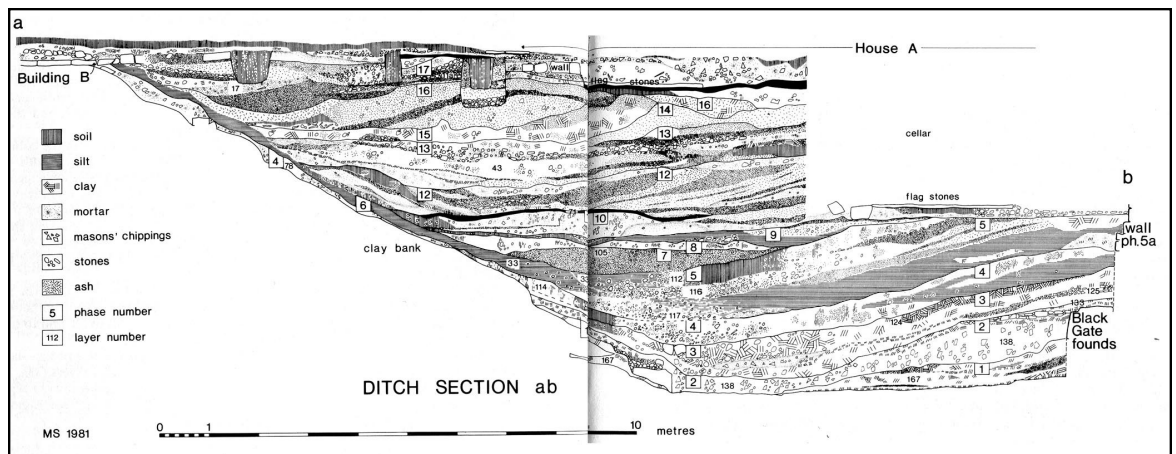 a
House A
Building B
17
17
wall
flag stones
16
16
14
15
13
13
4
78
43
12
12
6
10
9
8
7
105
clay bank
33
112
5
116
114
117
4
3
167
2
138
soil
silt
clay
mortar
masons' chippings
stones
ash
5 phase number
112 layer number
cellar
flag stones
b
5
wall
ph.5a
4
3
125
133
124
2
Black
Gate
founds
138
1
167
DITCH SECTION ab
MS 1981
0 1 10 metres